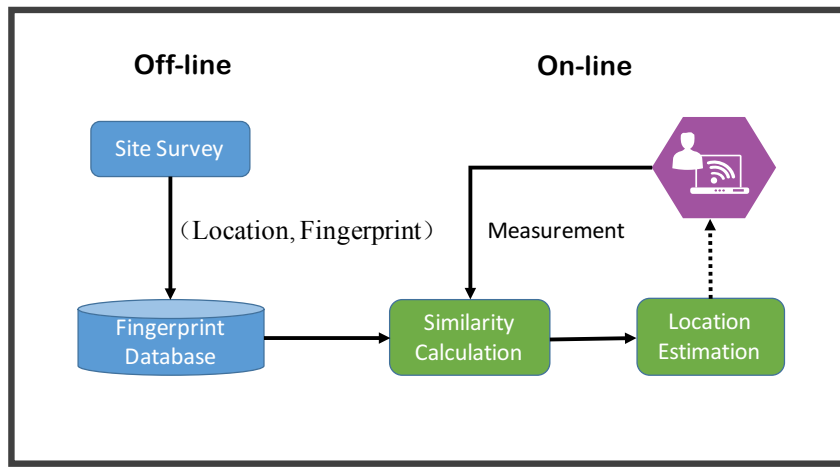 Off-line
On-line
Site Survey
（Location, Fingerprint）
Measurement
Fingerprint
Database
Similarity
Calculation
Location
Estimation